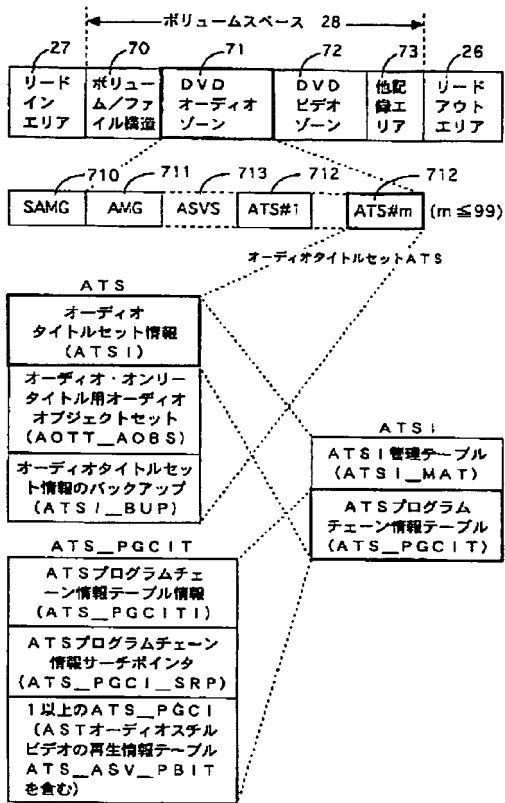 ボリュームスペース 28
27
70
71
72
73
26
リード
イン
エリア
ボリュー
ム/ファ
イル構造
DVD
オーディオ
ゾーン
DVD
ビデオ
ゾーン
他記
録エ
リア
リード
アウト
エリア
710
711
713
712
712
SAMG
AMG
ASVS
ATS#1
ATS#m
(m≦99)
オーディオタイトルセットATS
ATS
オーディオ
タイトルセット情報
(ATSI)
オーディオ・オンリー
タイトル用オーディオ
オブジェクトセット
(AOTT__AOBS)
オーディオタイトルセッ
ト情報のバックアップ
(ATSI__BUP)
ATSI
ATSI管理テーブル
(ATSI__MAT)
ATSプログラム
チェーン情報テーブル
(ATS__PGCIT)
ATS__PGCIT
ATSプログラムチェ
ーン情報テーブル情報
(ATS__PGCITI)
ATSプログラムチェーン
情報サーチポインタ
(ATS__PGCI__SRP)
1以上のATS__PGCI
(ASTオーディオスチル
ビデオの再生情報テーブル
ATS__ASV__PBIT
を含む)